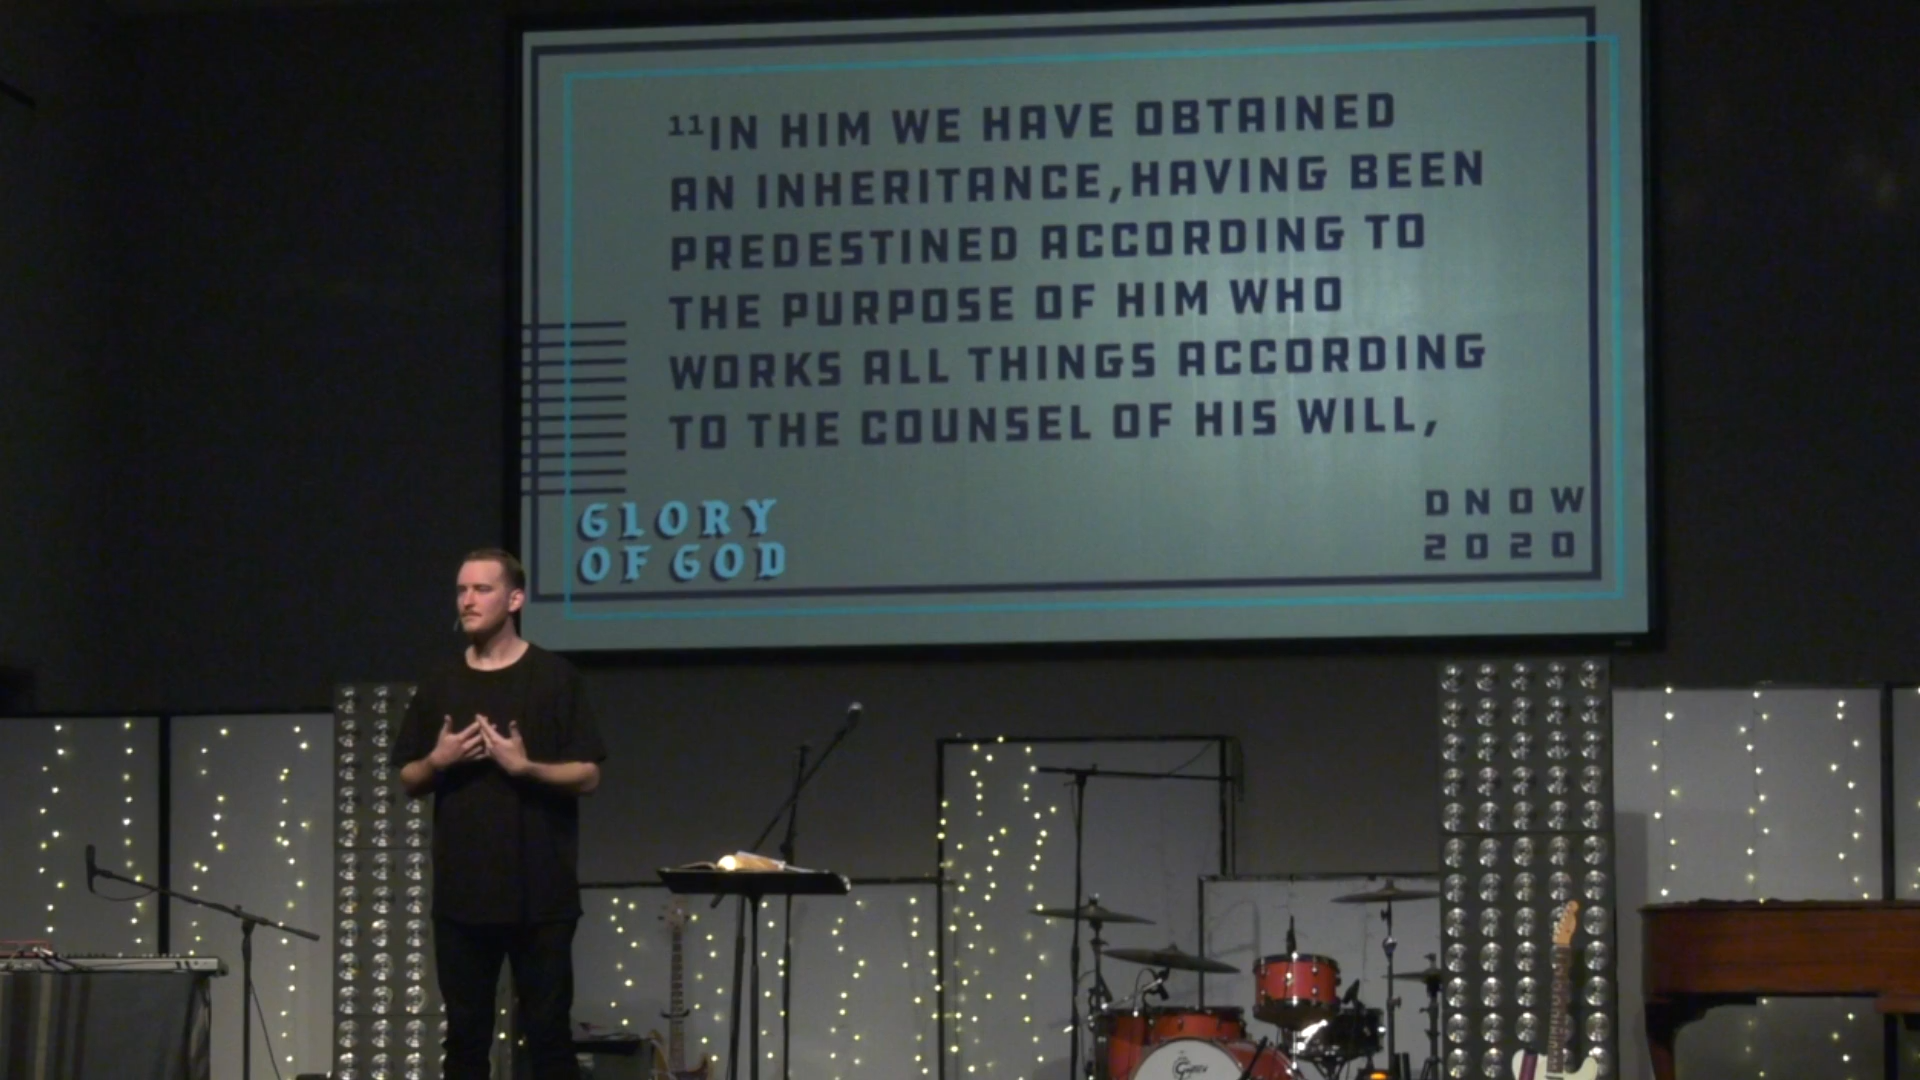 ¹¹IN HIM WE HAVE OBTAINED
AN INHERITANCE,HAVING BEEN
PREDESTINED ACCORDING TO
THE PURPOSE OF HIM WHO
WORKS ALL THINGS ACCORDING
TO THE COUNSEL OF HIS WILL,
GLORY
OF GOD
DNOW
2020